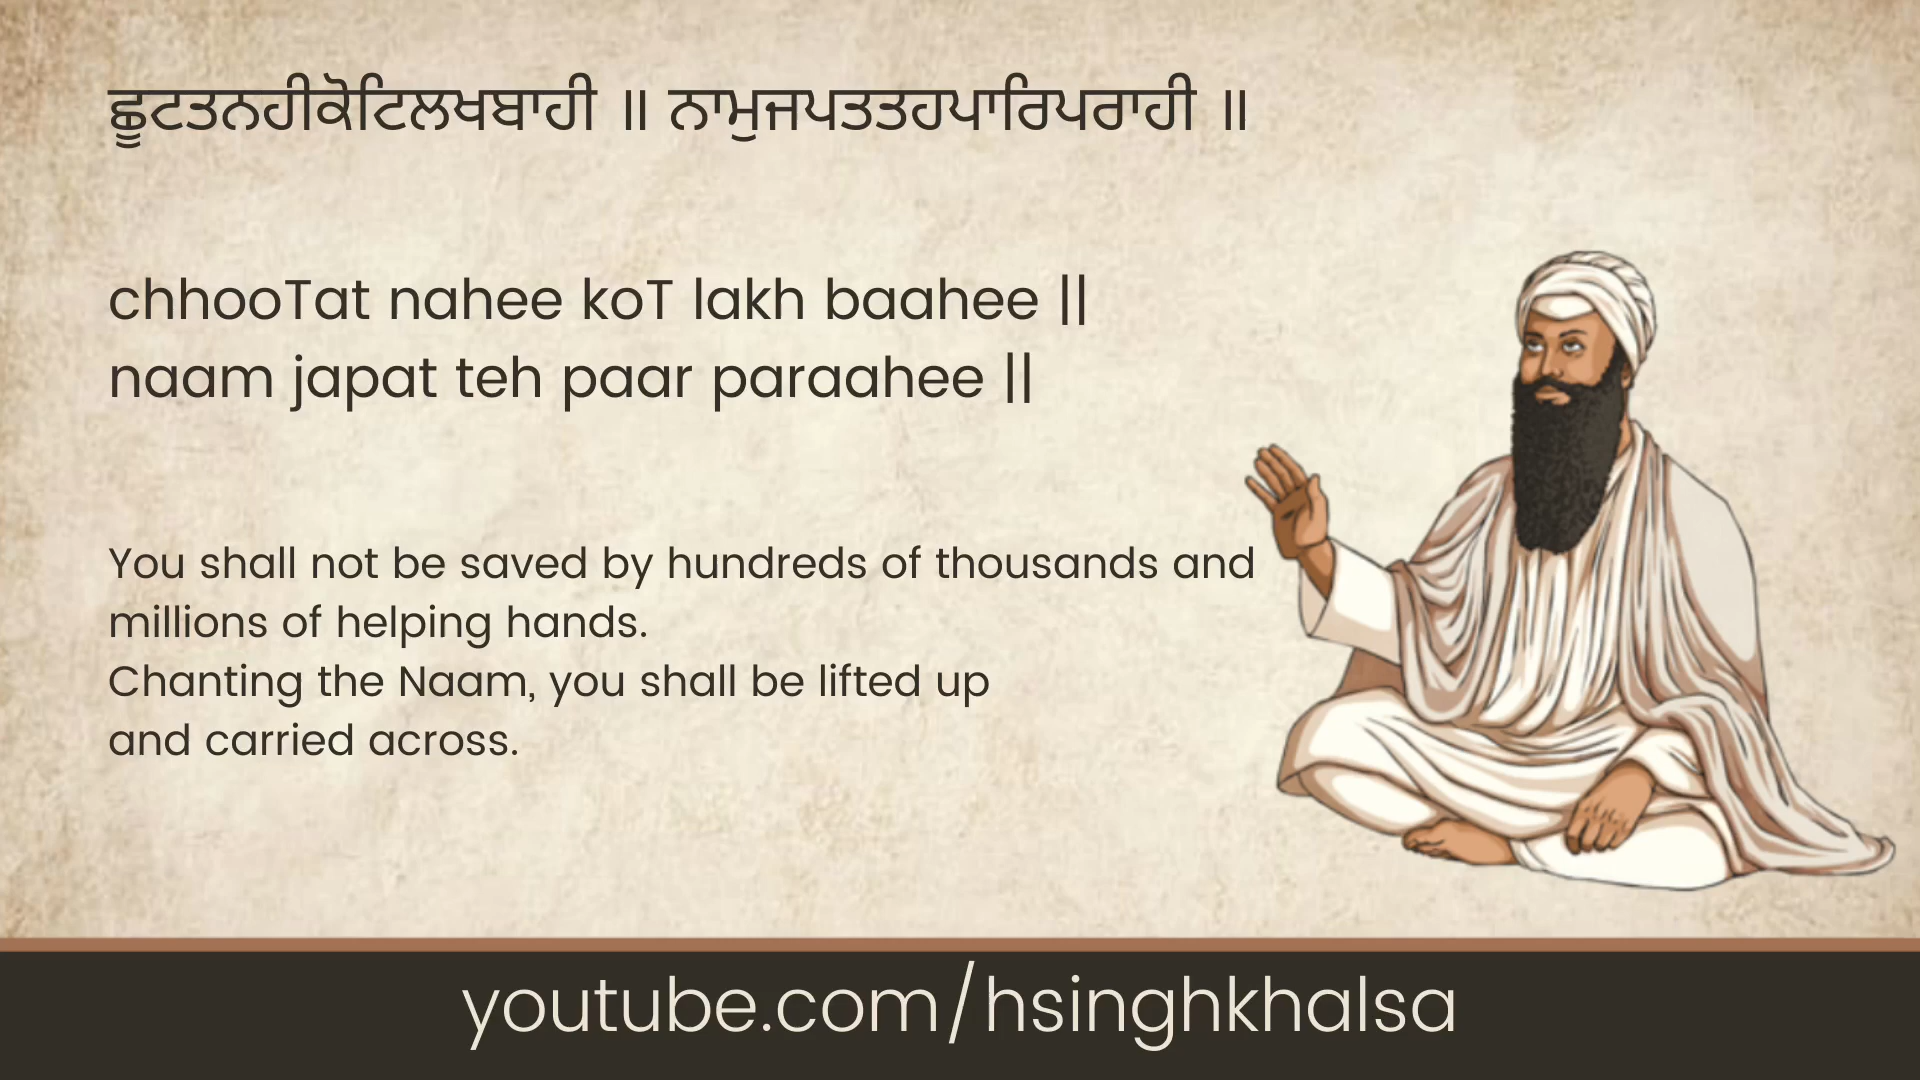 ਛੂਟਤਨਹੀਕੋਟਿਲਖਬਾਹੀ ॥ ਨਾਮੁਜਪਤਤਹਪਾਰਿਪਰਾਹੀ ॥
chhooTat nahee koT lakh baahee ||
naam japat teh paar paraahee ||
You shall not be saved by hundreds of thousands and
millions of helping hands.
Chanting the Naam, you shall be lifted up
and carried across.
youtube.com/hsinghkhalsa